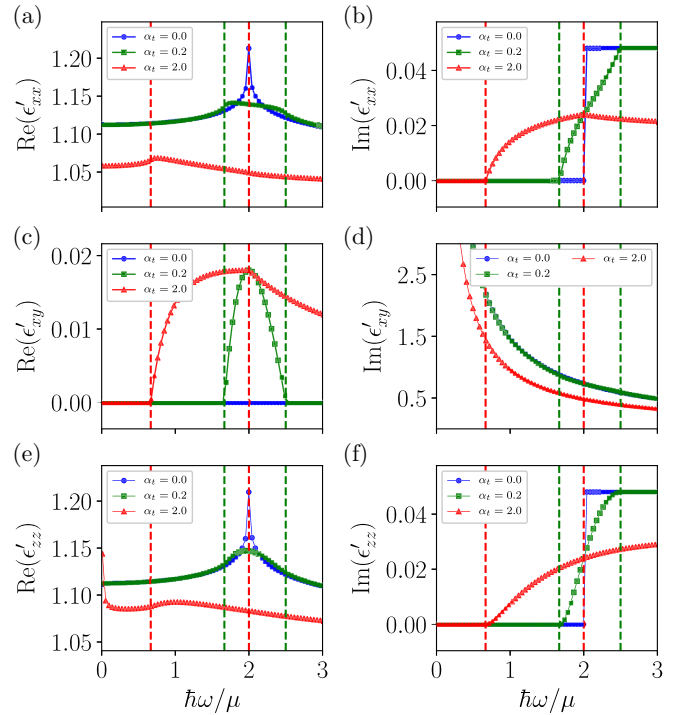 (a)
Re(ϵ′xx)
1.20
1.15
1.10
1.05
αt = 0.0
αt = 0.2
αt = 2.0
(b)
Im(ϵ′xx)
0.04
0.02
0.00
αt = 0.0
αt = 0.2
αt = 2.0
(c)
Re(ϵ′xy)
0.02
0.01
0.00
αt = 0.0
αt = 0.2
αt = 2.0
(d)
Im(ϵ′xy)
2.5
1.5
0.5
αt = 0.0
αt = 0.2
αt = 2.0
(e)
Re(ϵ′zz)
1.20
1.15
1.10
1.05
αt = 0.0
αt = 0.2
αt = 2.0
0 1 2 3
ℏω/μ
(f)
Im(ϵ′zz)
0.04
0.02
0.00
αt = 0.0
αt = 0.2
αt = 2.0
0 1 2 3
ℏω/μ